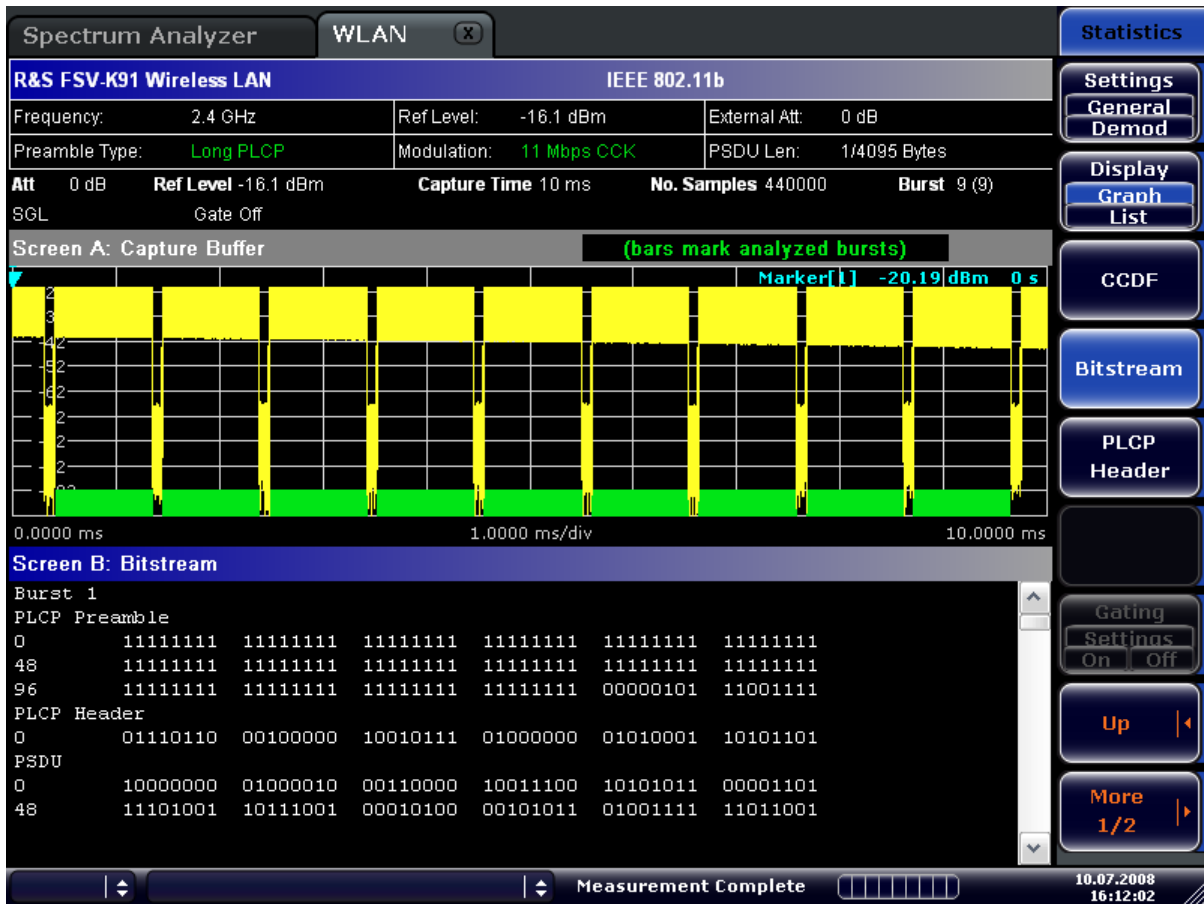 Spectrum Analyzer WLAN X
R&S FSV-K91 Wireless LAN IEEE 802.11b
Frequency: 2.4 GHz Ref Level: -16.1 dBm External Att: 0 dB
Preamble Type: Long PLCP Modulation: 11 Mbps CCK PSDU Len: 1/4095 Bytes
Att 0 dB Ref Level -16.1 dBm Capture Time 10 ms No. Samples 440000 Burst 9 (9)
SGL Gate Off
Screen A: Capture Buffer (bars mark analyzed bursts)
Marker[1] -20.19 dBm 0 s
-42
-52
-62
0.0000 ms 1.0000 ms/div 10.0000 ms
Screen B: Bitstream
Burst 1
PLCP Preamble
0 11111111 11111111 11111111 11111111 11111111 11111111
48 11111111 11111111 11111111 11111111 11111111 11111111
96 11111111 11111111 11111111 11111111 00000101 11001111
PLCP Header
0 01110110 00100000 10010111 01000000 01010001 10101101
PSDU
0 10000000 01000010 00110000 10011100 10101011 00001101
48 11101001 10111001 00010100 00101011 01001111 11011001
Measurement Complete
10.07.2008
16:12:02
Statistics
Settings
General
Demod
Display
Graph
List
CCDF
Bitstream
PLCP
Header
Gating
Settings
On Off
Up
More
1/2